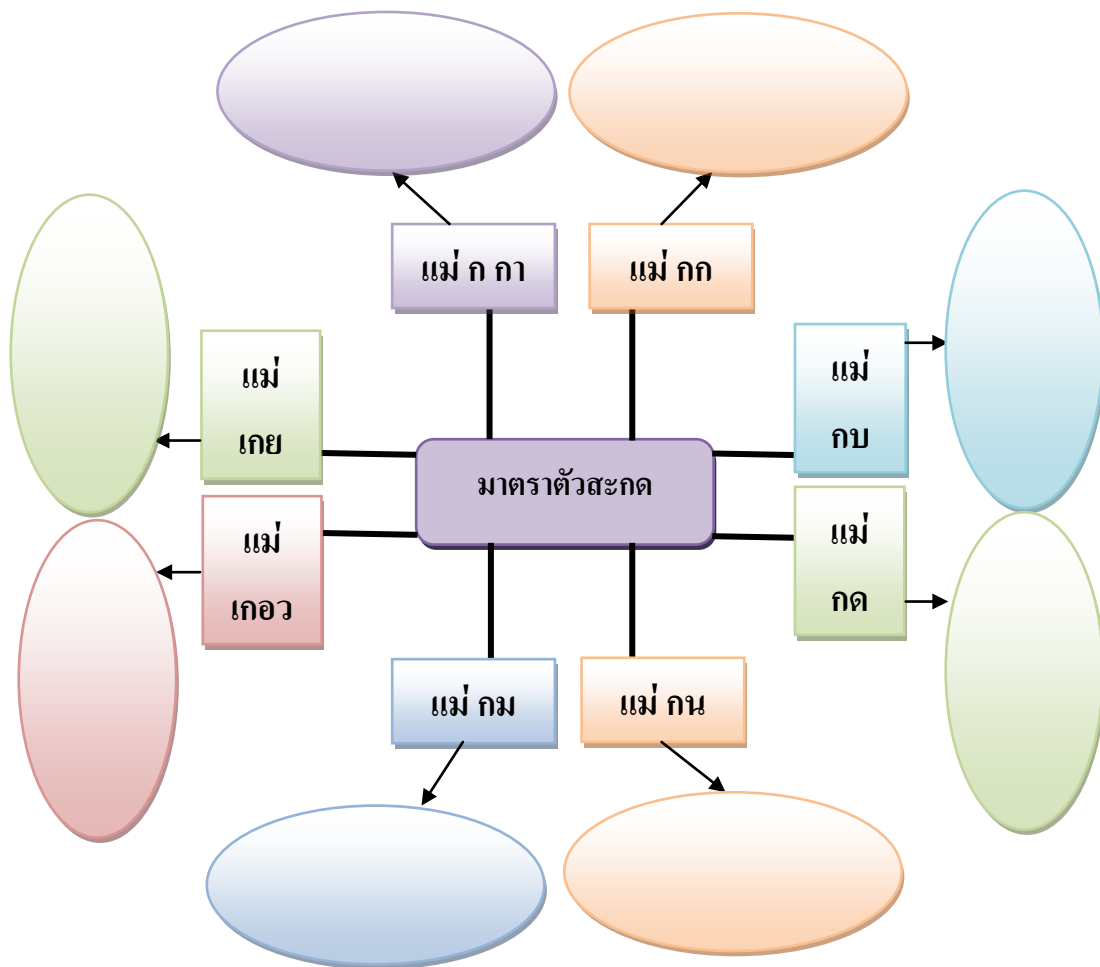 แม่ ก กา
แม่ กก
แม่
เกย
แม่
กบ
มาตราตัวสะกด
แม่
เกอว
แม่
กด
แม่ กม
แม่ กน